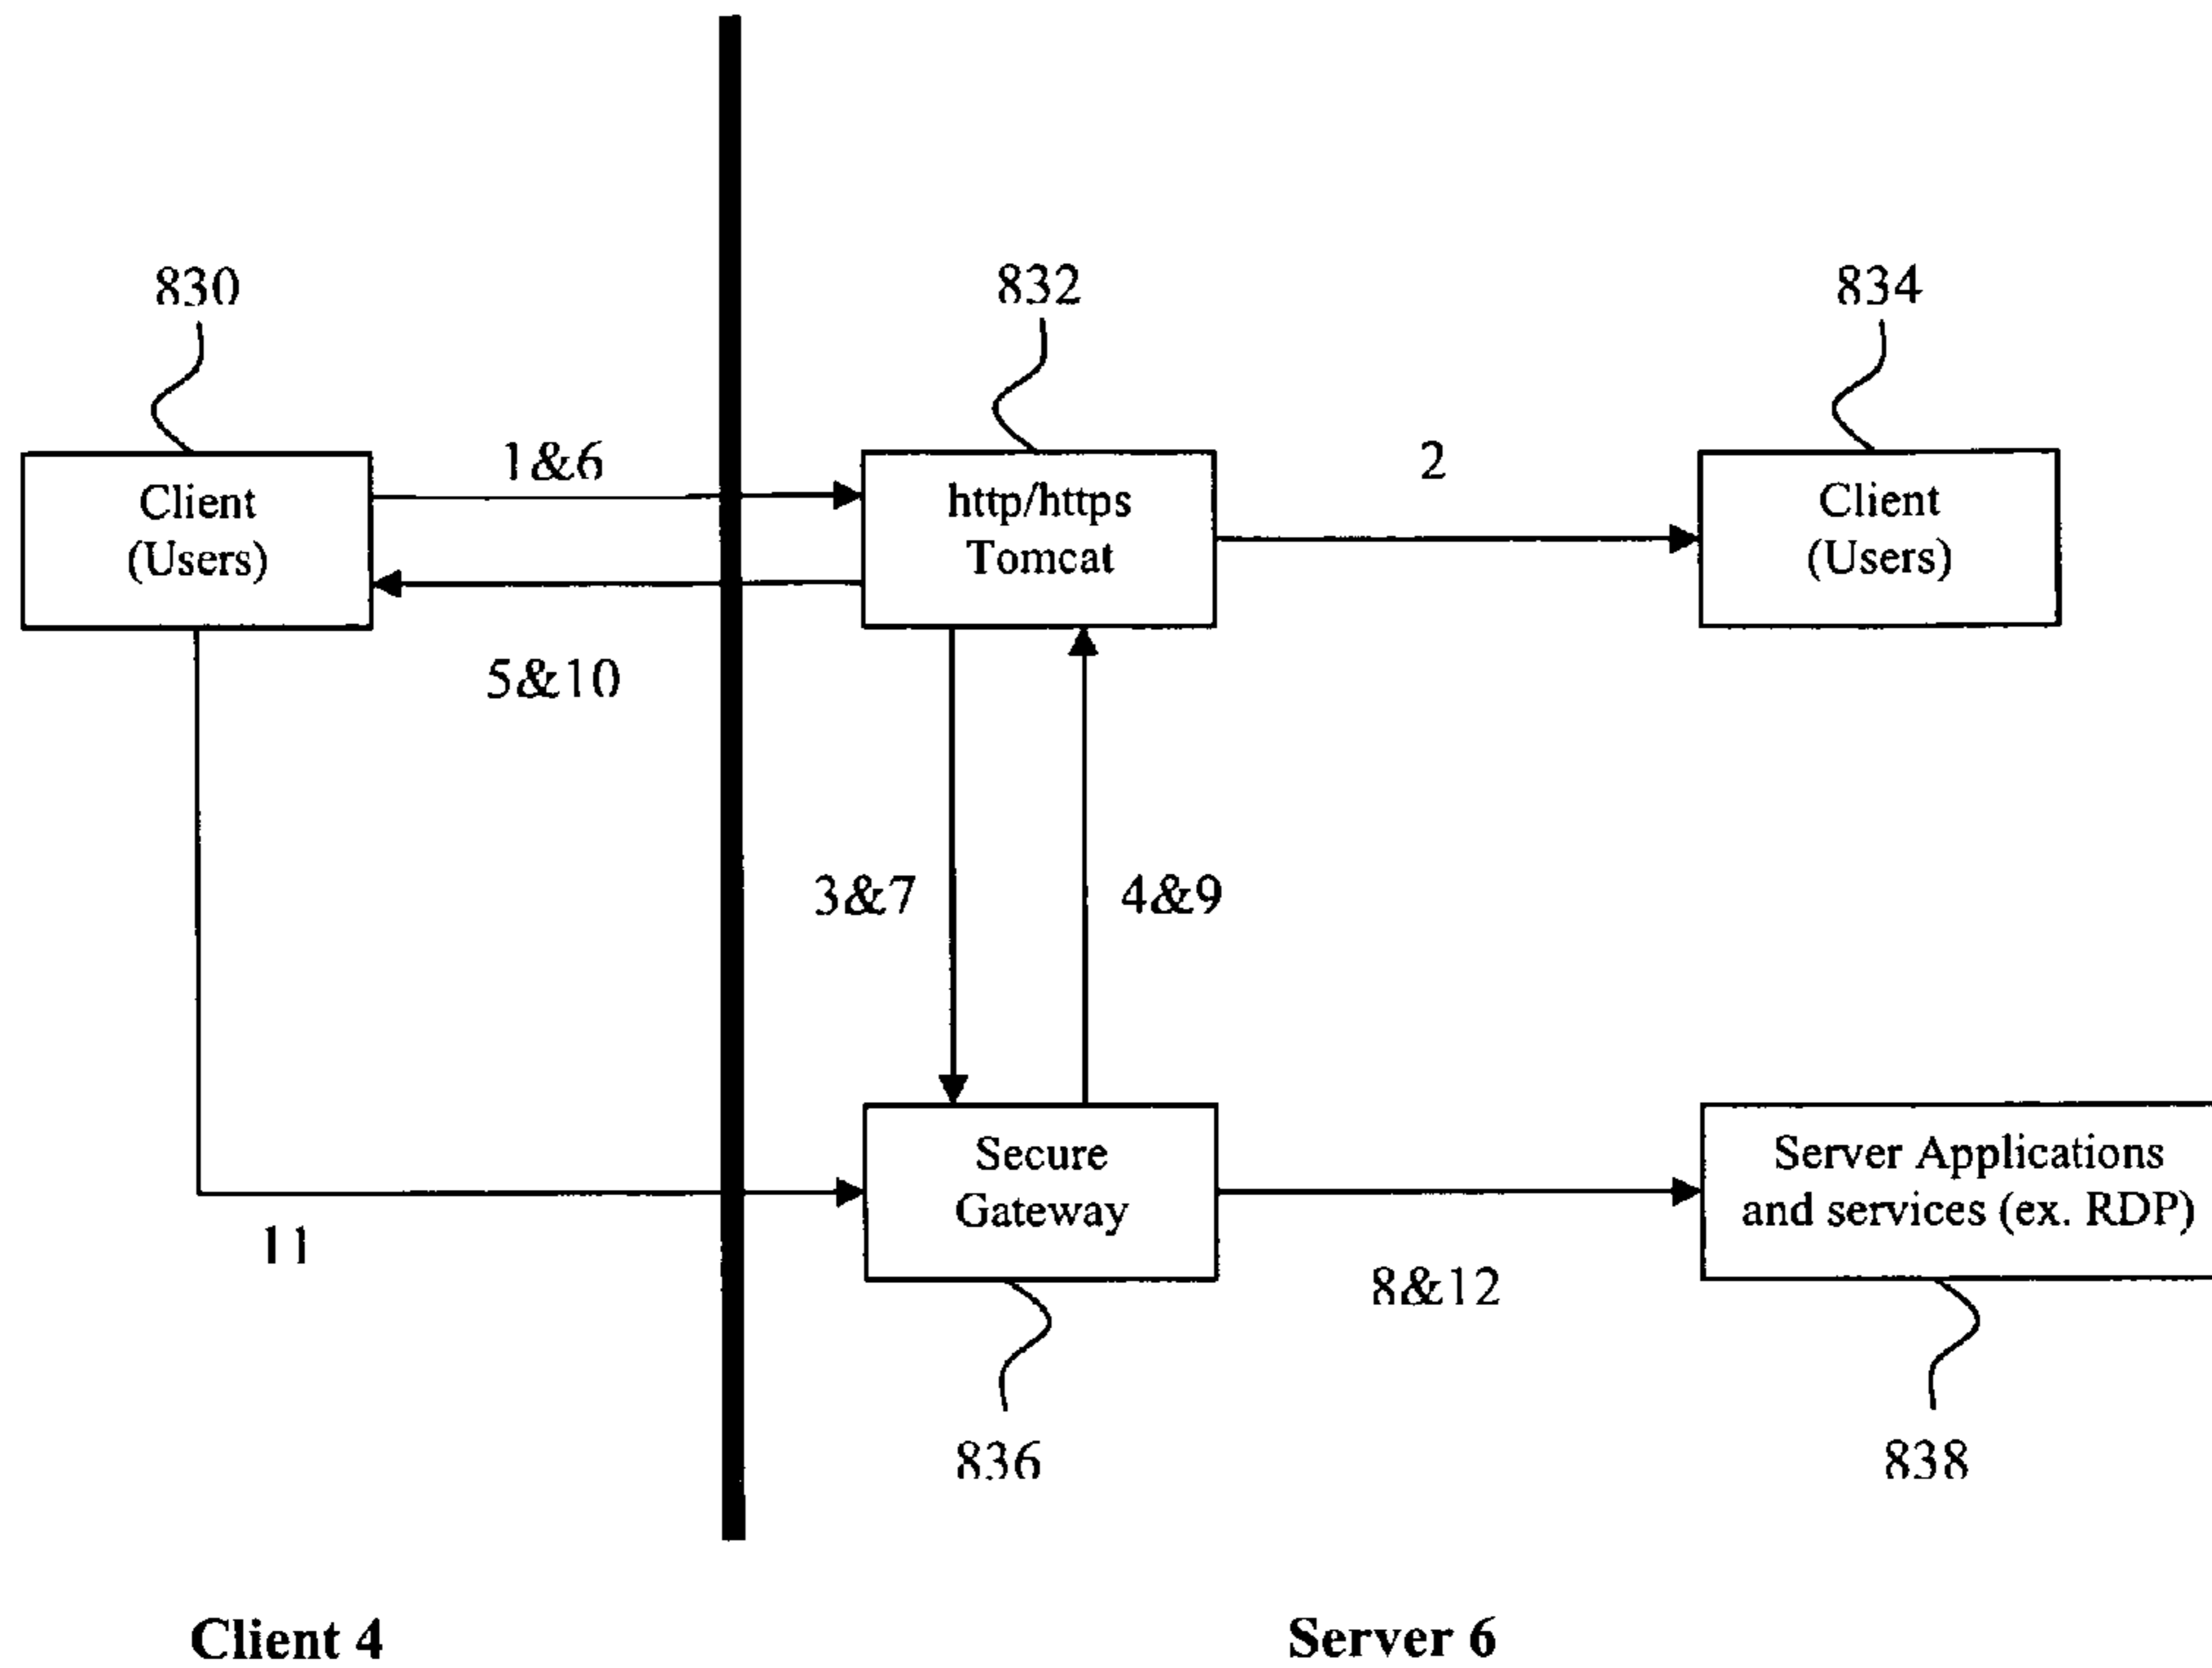 830
832
834
1&6
2
Client
(Users)
http/https
Tomcat
Client
(Users)
5&10
3&7
4&9
Secure
Gateway
Server Applications
and services (ex. RDP)
11
8&12
836
838
Client 4
Server 6